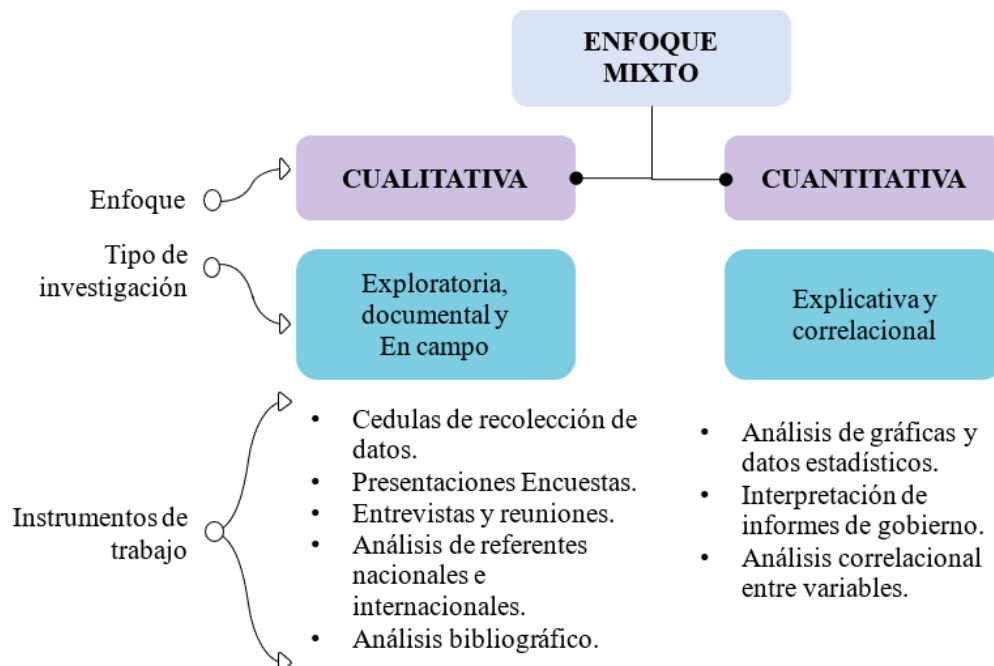 ENFOQUE
MIXTO
Enfoque
CUALITATIVA
CUANTITATIVA
Tipo de
investigación
Exploratoria,
documental y
En campo
Explicativa y
correlacional
Instrumentos de
trabajo
• Cedulas de recolección de
datos.
• Presentaciones Encuestas.
• Entrevistas y reuniones.
• Análisis de referentes
nacionales e
internacionales.
• Análisis bibliográfico.
• Análisis de gráficas y
datos estadísticos.
• Interpretación de
informes de gobierno.
• Análisis correlacional
entre variables.